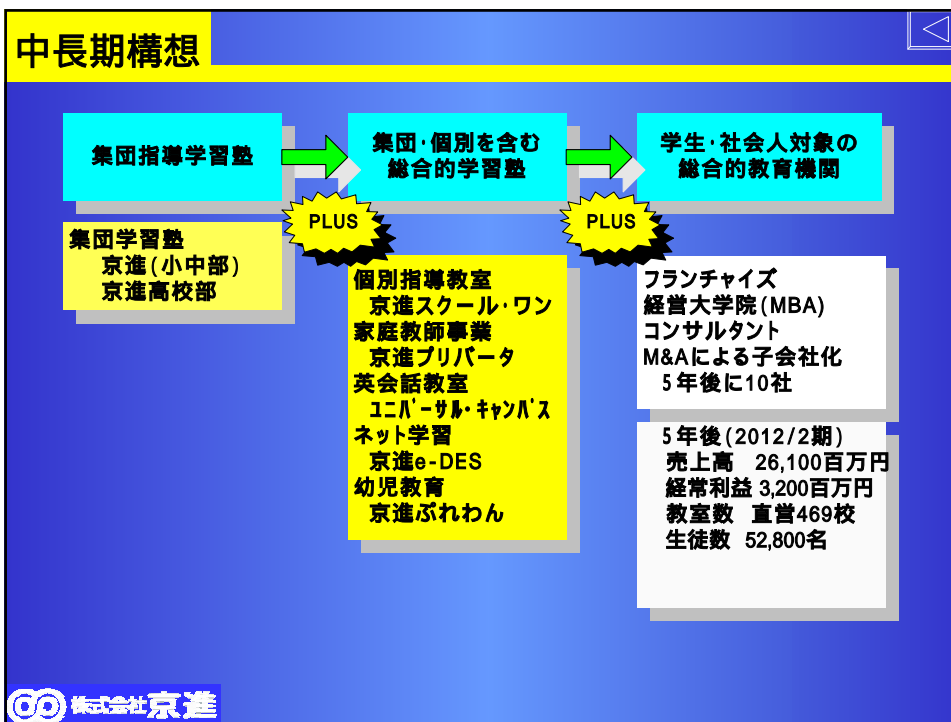 中長期構想
集団指導学習塾
集団・個別を含む
総合的学習塾
学生・社会人対象の
総合的教育機関
PLUS
PLUS
集団学習塾
京進(小中部)
京進高校部
個別指導教室
京進スクール・ワン
家庭教師事業
京進プリバータ
英会話教室
ユニバーサル・キャンパス
ネット学習
京進e-DES
幼児教育
京進ぷれわん
フランチャイズ
経営大学院(MBA)
コンサルタント
M&Aによる子会社化
5年後に10社
5年後(2012/2期)
売上高 26,100百万円
経常利益 3,200百万円
教室数 直営469校
生徒数 52,800名
株式会社京進